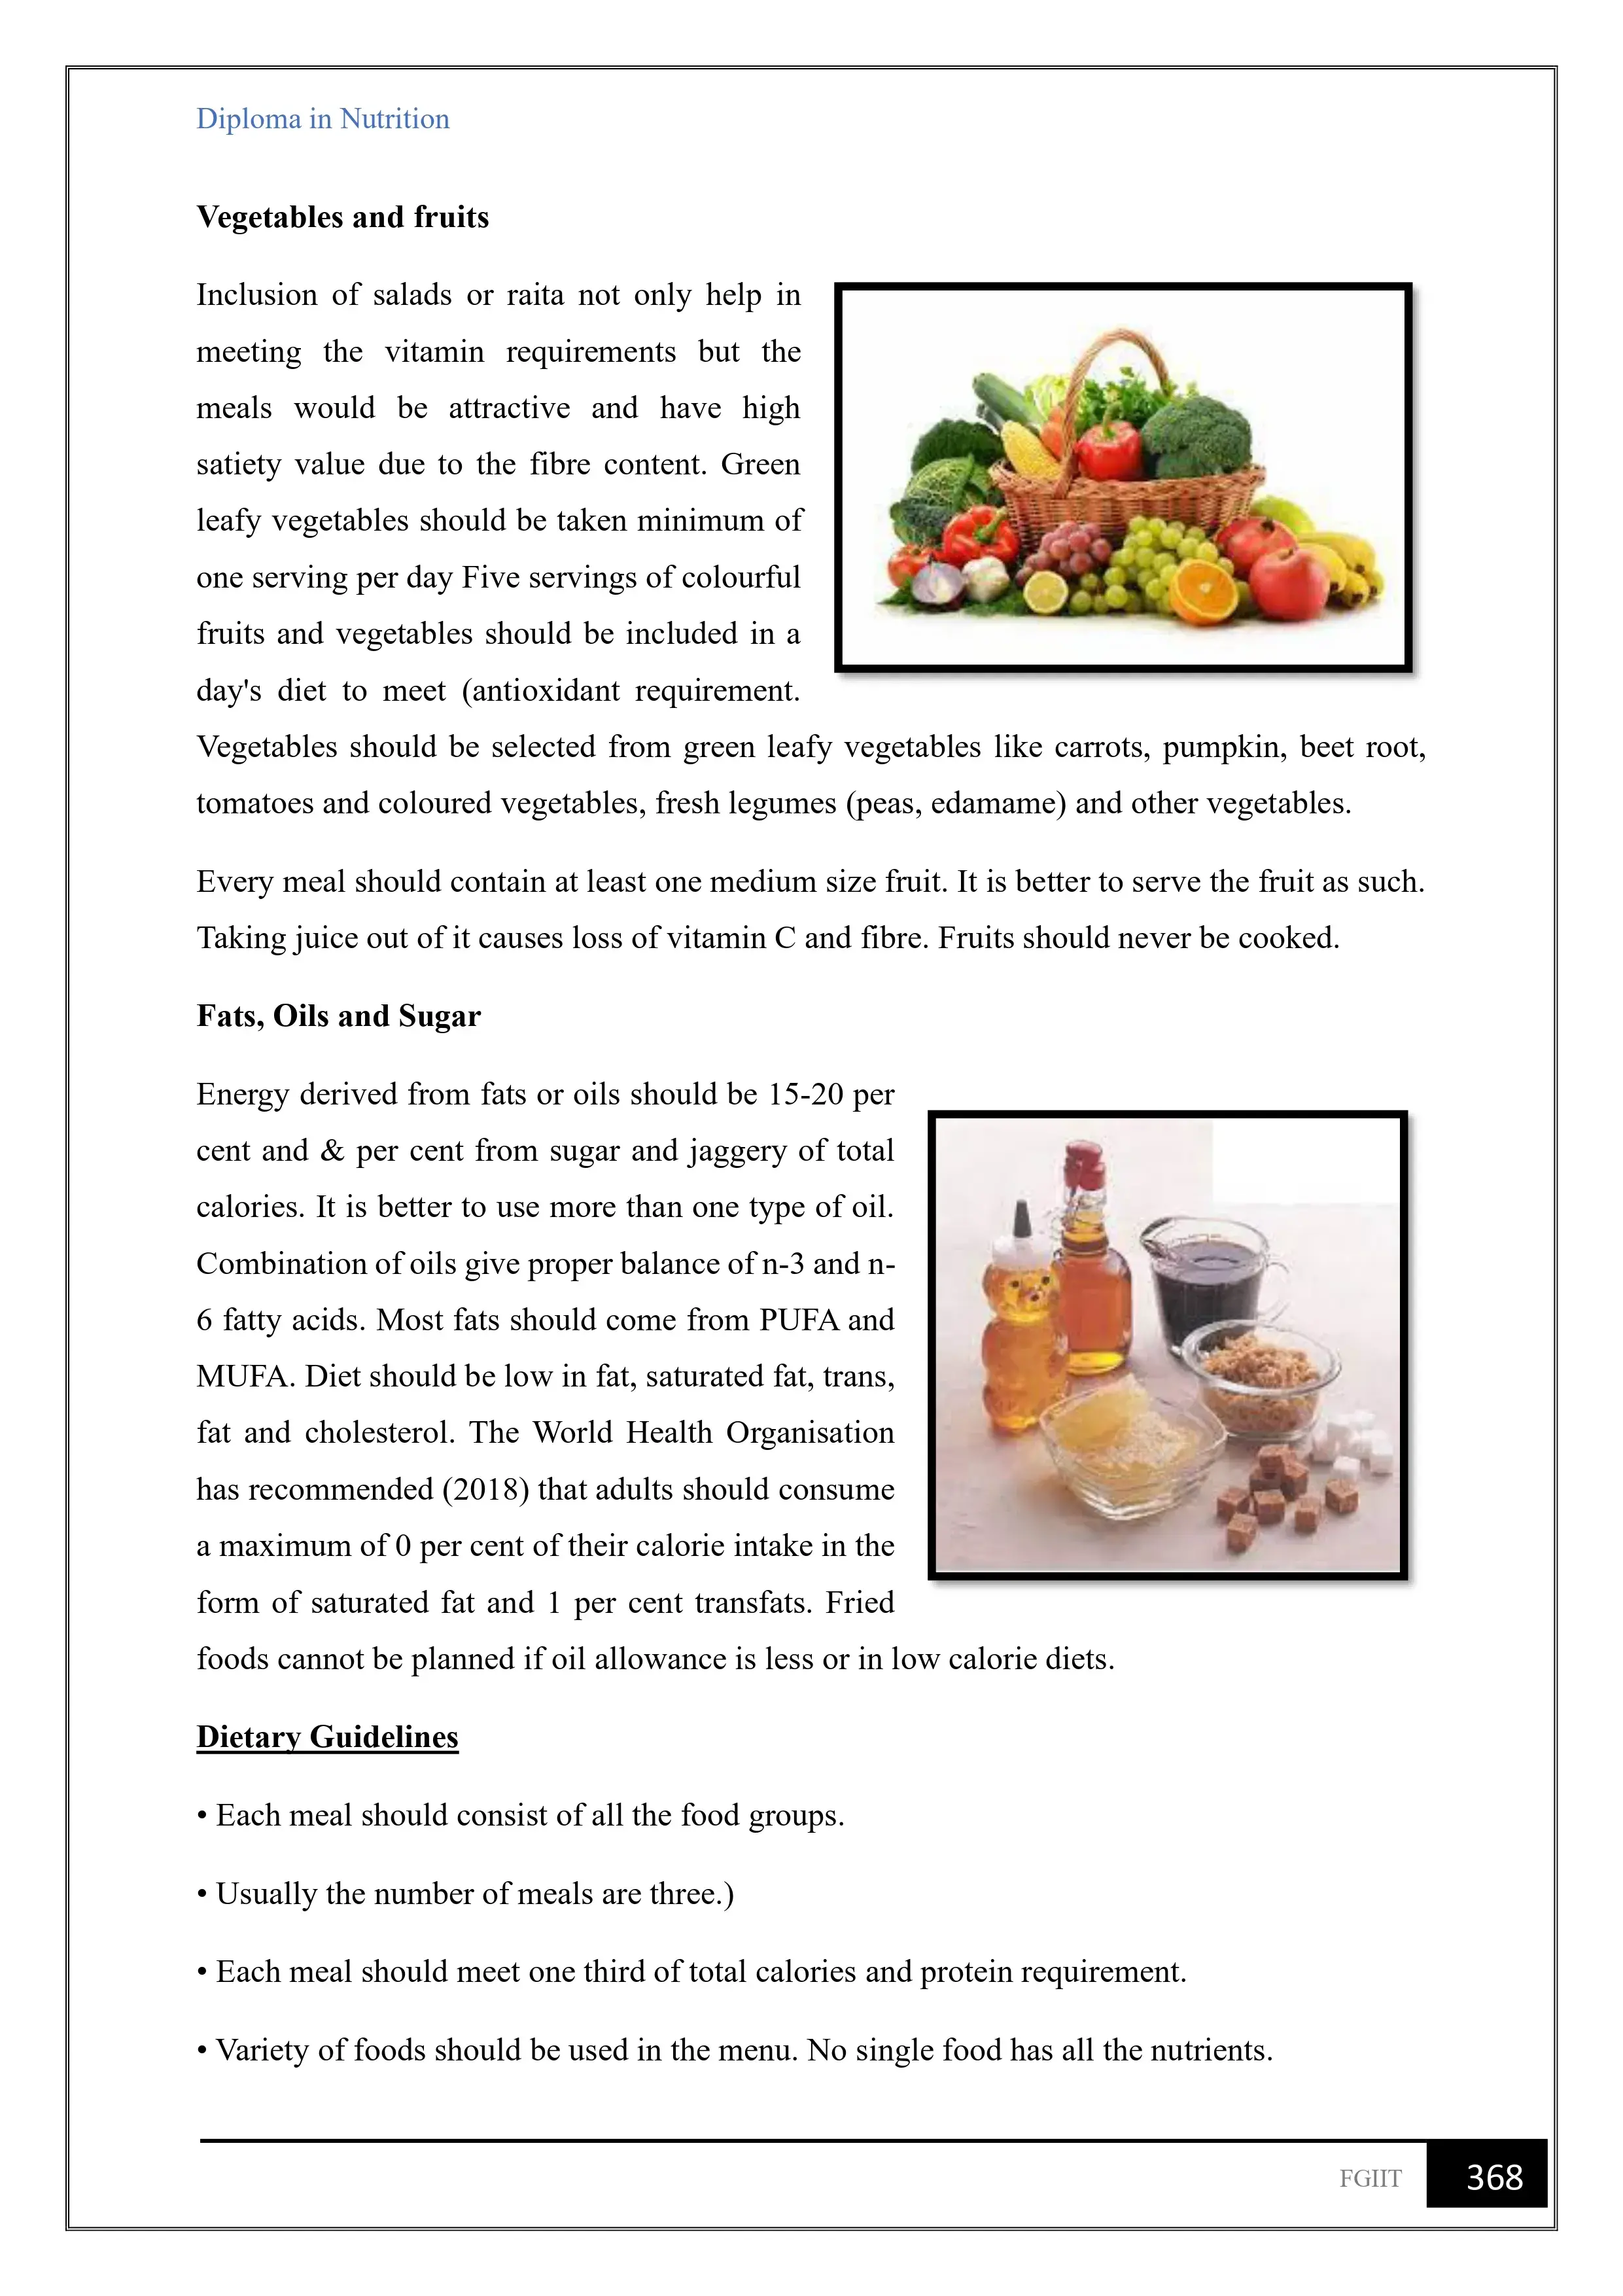 Diploma in Nutrition
Vegetables and fruits
Inclusion of salads or raita not only help in
meeting the vitamin requirements but the
meals would be attractive and have high
satiety value due to the fibre content. Green
leafy vegetables should be taken minimum of
one serving per day Five servings of colourful
fruits and vegetables should be included in a
day's diet to meet (antioxidant requirement.
Vegetables should be selected from green leafy vegetables like carrots, pumpkin, beet root,
tomatoes and coloured vegetables, fresh legumes (peas, edamame) and other vegetables.
Every meal should contain at least one medium size fruit. It is better to serve the fruit as such.
Taking juice out of it causes loss of vitamin C and fibre. Fruits should never be cooked.
Fats, Oils and Sugar
Energy derived from fats or oils should be 15-20 per
cent and & per cent from sugar and jaggery of total
calories. It is better to use more than one type of oil.
Combination of oils give proper balance of n-3 and n-
6 fatty acids. Most fats should come from PUFA and
MUFA. Diet should be low in fat, saturated fat, trans,
fat and cholesterol. The World Health Organisation
has recommended (2018) that adults should consume
a maximum of 0 per cent of their calorie intake in the
form of saturated fat and 1 per cent transfats. Fried
foods cannot be planned if oil allowance is less or in low calorie diets.
Dietary Guidelines
• Each meal should consist of all the food groups.
• Usually the number of meals are three.)
• Each meal should meet one third of total calories and protein requirement.
• Variety of foods should be used in the menu. No single food has all the nutrients.
FGIIT 368